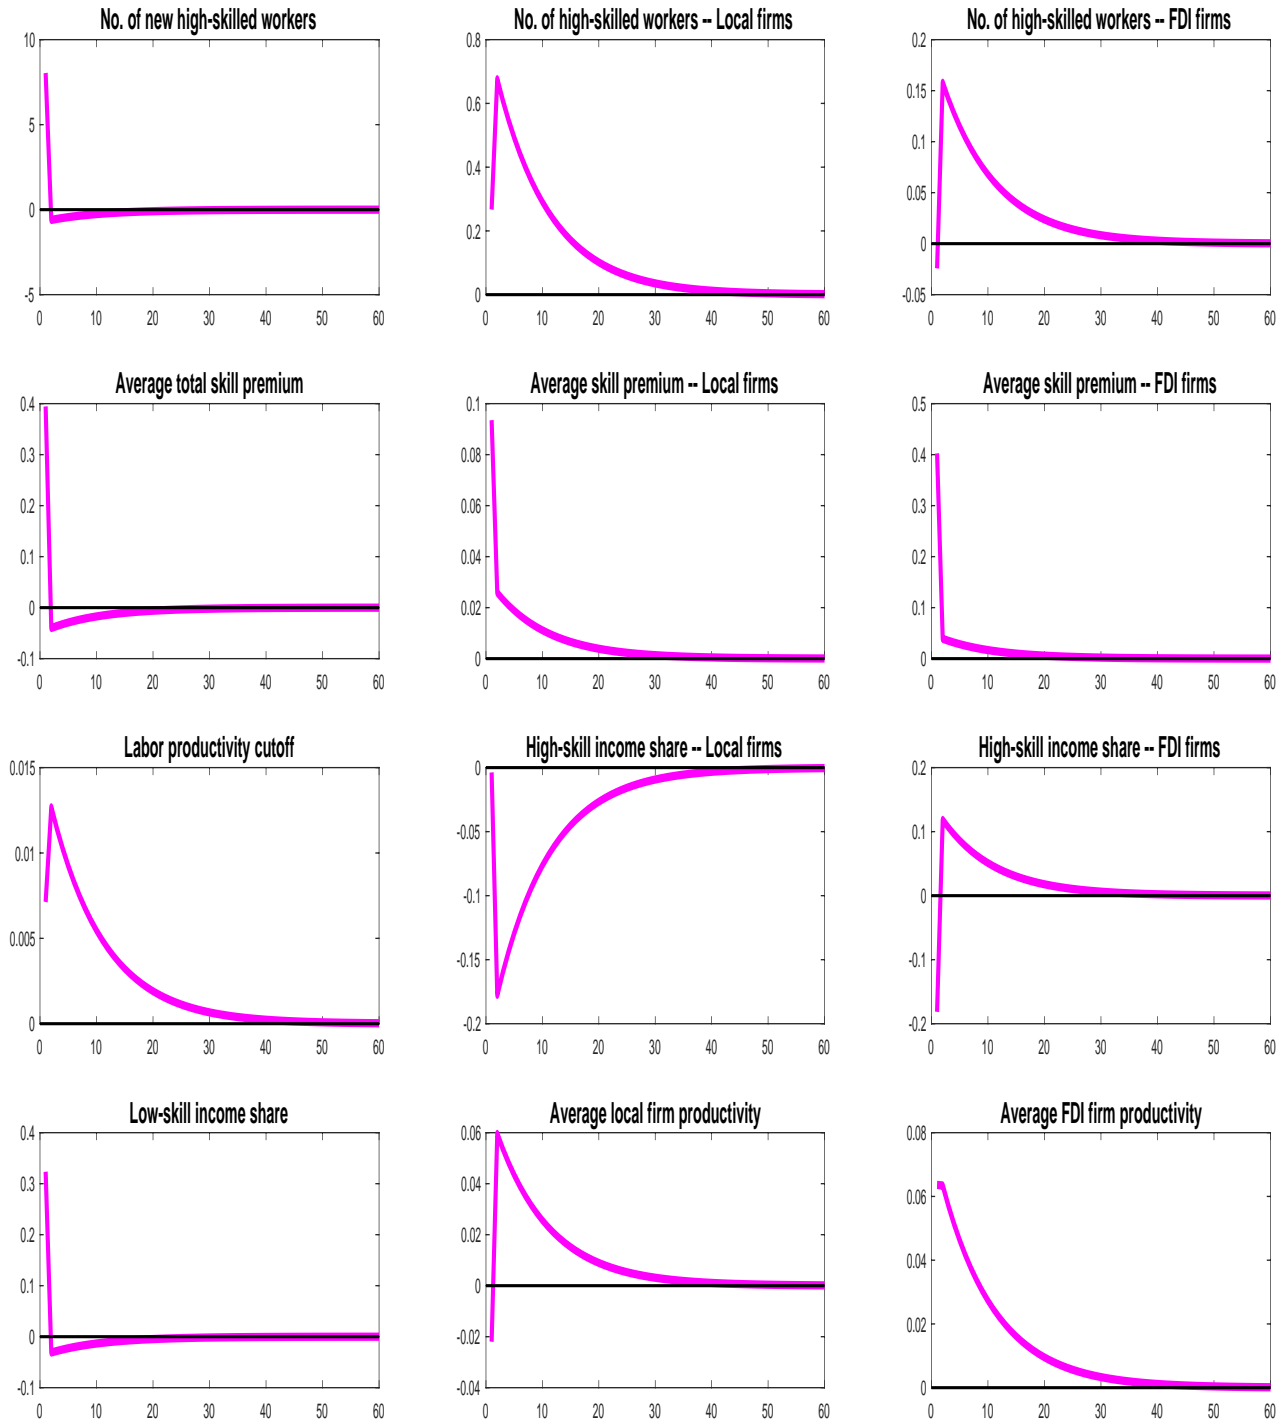 No. of new high-skilled workers
10
5
0
-5
0 10 20 30 40 50 60
No. of high-skilled workers -- Local firms
0.8
0.6
0.4
0.2
0
0 10 20 30 40 50 60
No. of high-skilled workers -- FDI firms
0.2
0.15
0.1
0.05
0
-0.05
0 10 20 30 40 50 60
Average total skill premium
0.4
0.3
0.2
0.1
0
-0.1
0 10 20 30 40 50 60
Average skill premium -- Local firms
0.1
0.08
0.06
0.04
0.02
0
0 10 20 30 40 50 60
Average skill premium -- FDI firms
0.5
0.4
0.3
0.2
0.1
0
0 10 20 30 40 50 60
Labor productivity cutoff
0.015
0.01
0.005
0
0 10 20 30 40 50 60
High-skill income share -- Local firms
0
-0.05
-0.1
-0.15
-0.2
0 10 20 30 40 50 60
High-skill income share -- FDI firms
0.2
0.1
0
-0.1
-0.2
0 10 20 30 40 50 60
Low-skill income share
0.4
0.3
0.2
0.1
0
-0.1
0 10 20 30 40 50 60
Average local firm productivity
0.06
0.04
0.02
0
-0.02
-0.04
0 10 20 30 40 50 60
Average FDI firm productivity
0.08
0.06
0.04
0.02
0
0 10 20 30 40 50 60